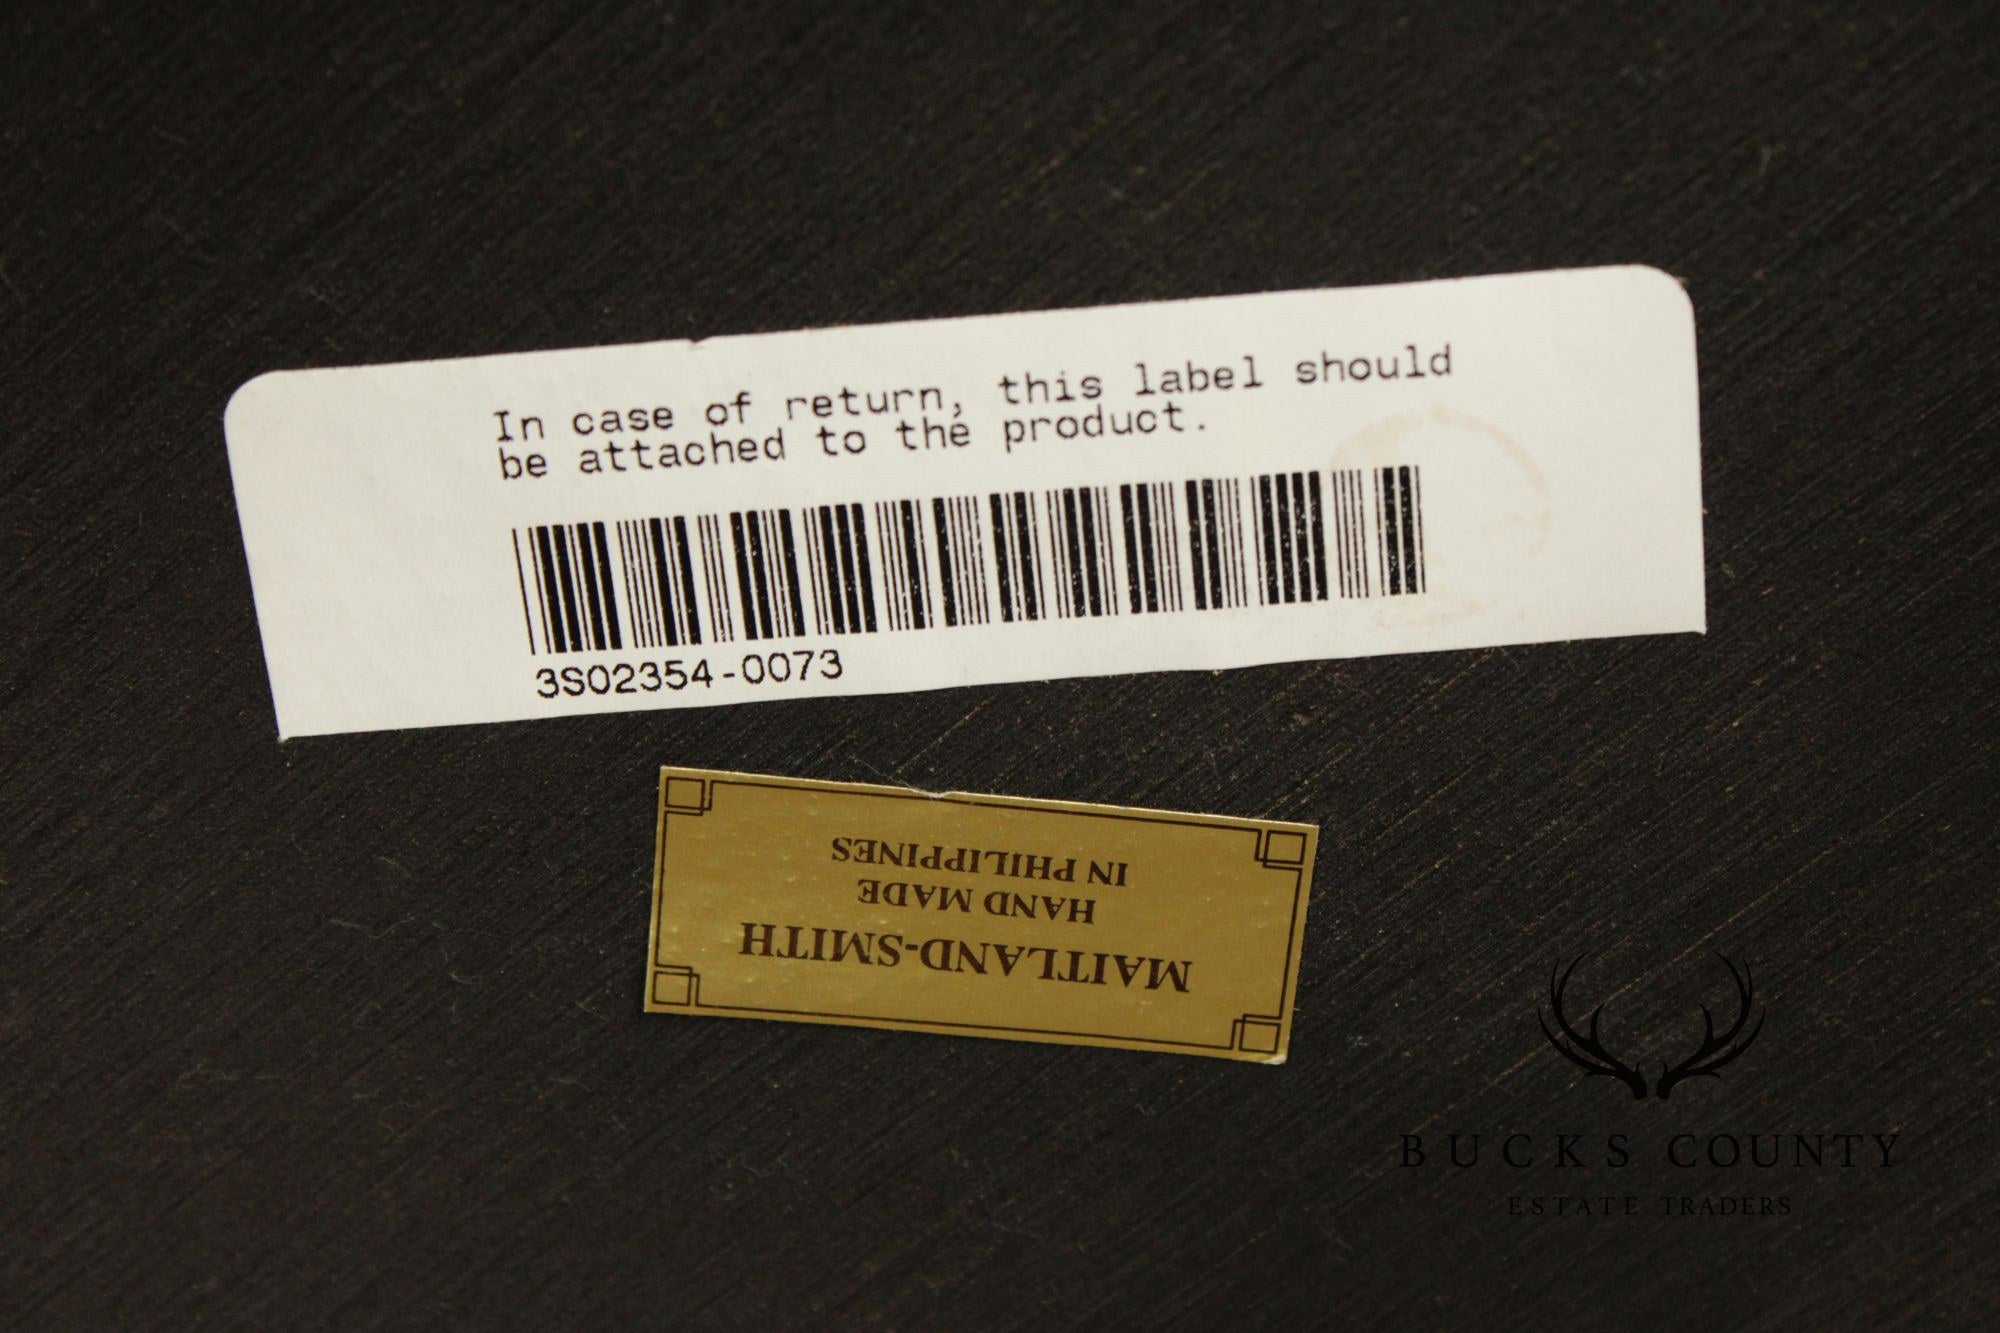 In case of return, this label should
be attached to the product.
3S02354-0073
MAITLAND-SMITH
HAND MADE
IN PHILIPPINES
BUCKS COUNTY
ESTATE TRADERS